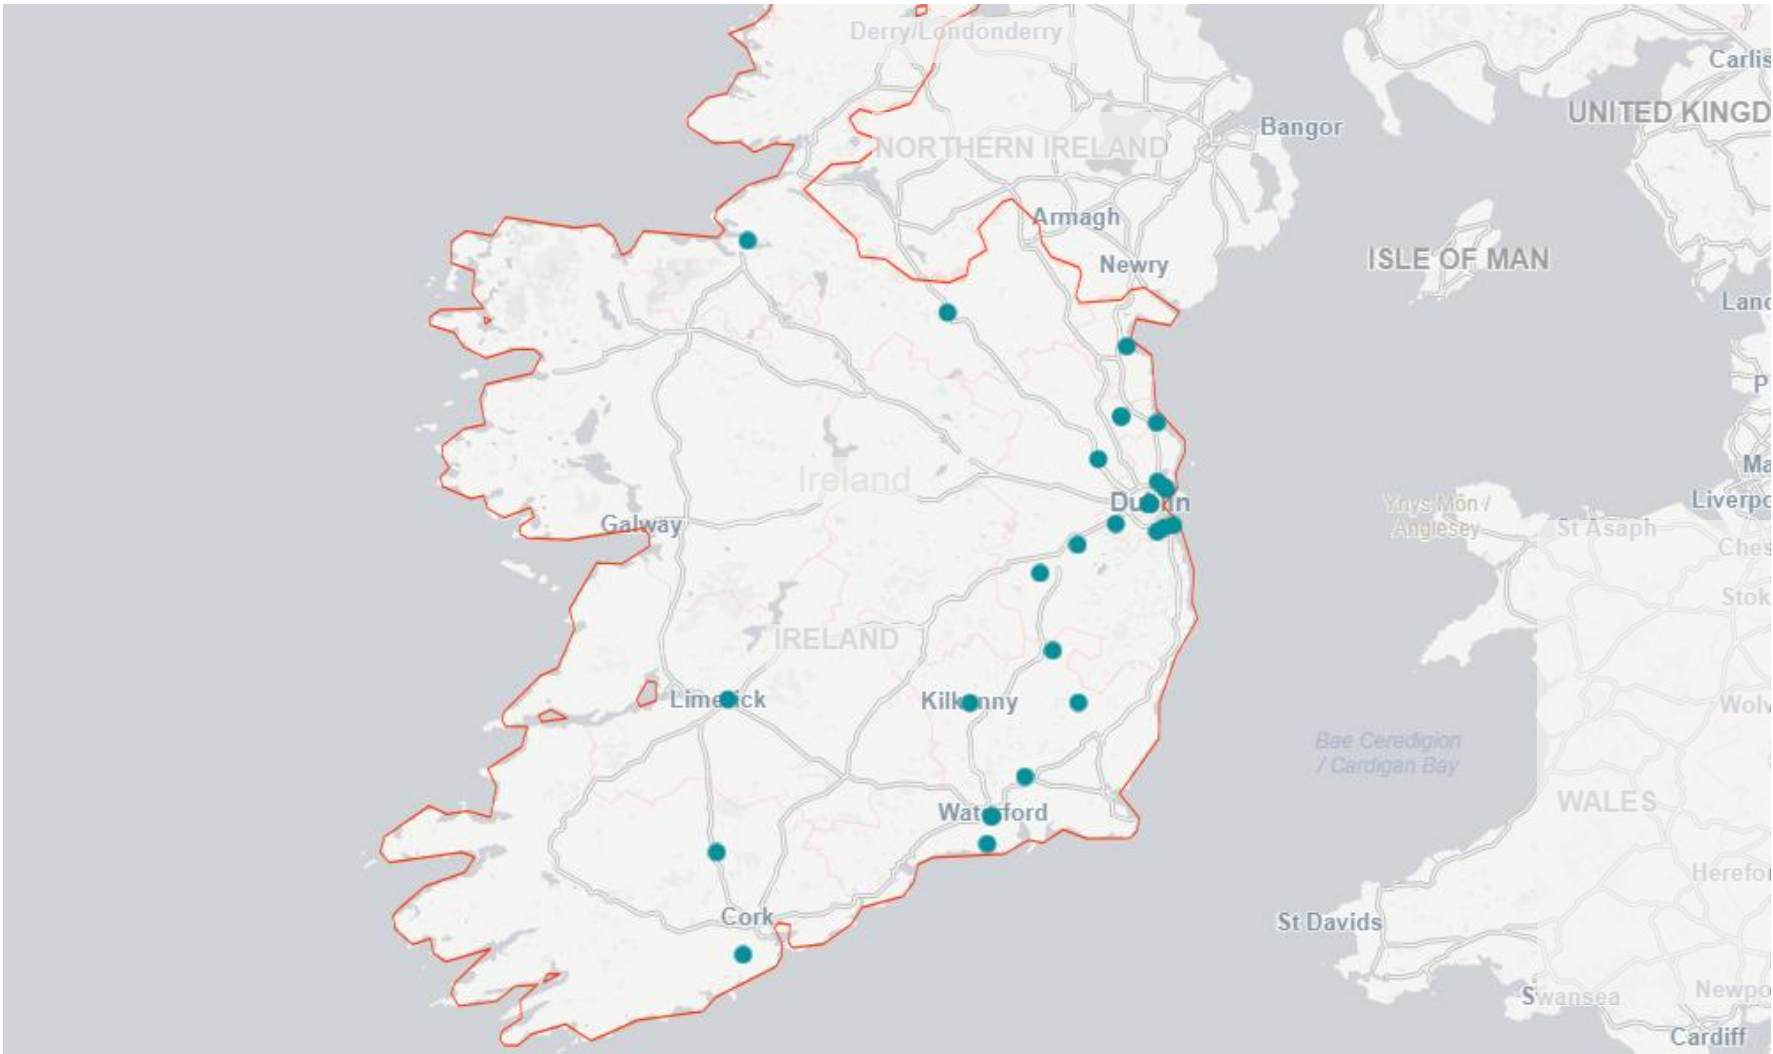 Derry/Londonderry
Carlis
UNITED KINGD
Bangor
NORTHERN IRELAND
Armagh
ISLE OF MAN
Newry
Lanc
P
Ma
Ireland
Dublin
Liverpo
Ynys Môn /
Anglesey
Galway
St Asaph
Ches
Stok
IRELAND
Limerick
Kilkenny
Wolv
Bae Ceredigion
/ Cardigan Bay
WALES
Waterford
Herefor
Cork
St Davids
Swansea
Newpo
Cardiff